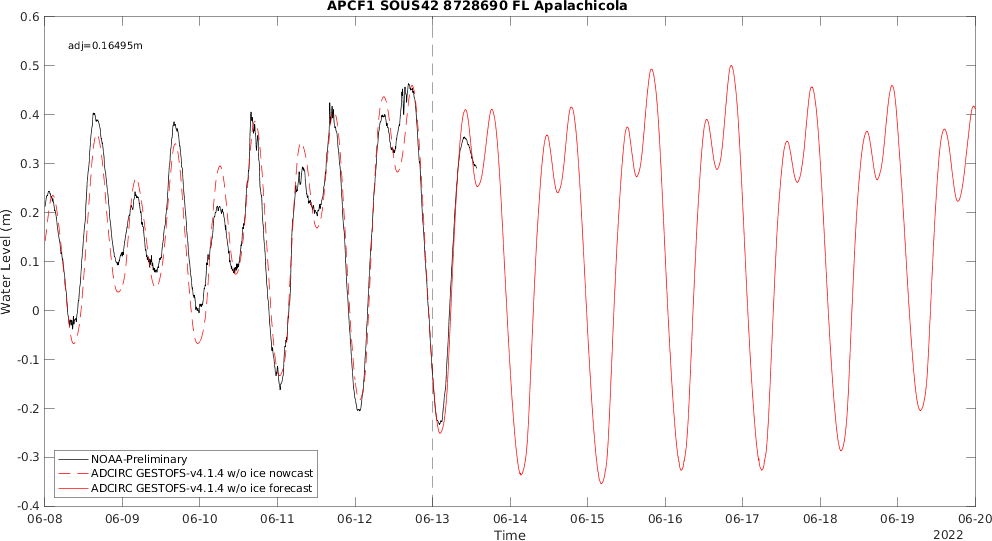 APCF1 SOUS42 8728690 FL Apalachicola
adj=0.16495m
0.6
0.5
0.4
0.3
0.2
0.1
0
-0.1
-0.2
-0.3
-0.4
Water Level (m)
NOAA-Preliminary
ADCIRC GESTOFS-v4.1.4 w/o ice nowcast
ADCIRC GESTOFS-v4.1.4 w/o ice forecast
06-08 06-09 06-10 06-11 06-12 06-13 06-14 06-15 06-16 06-17 06-18 06-19 06-20
Time
2022